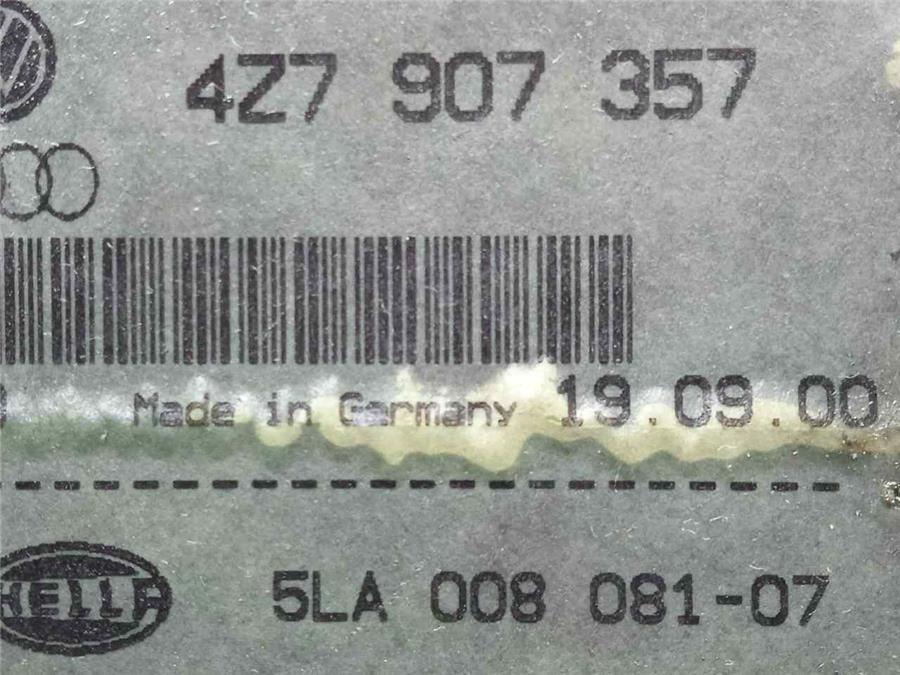 4Z7 907 357
Made in Germany 19.09.00
HELLA
5LA 008 081-07